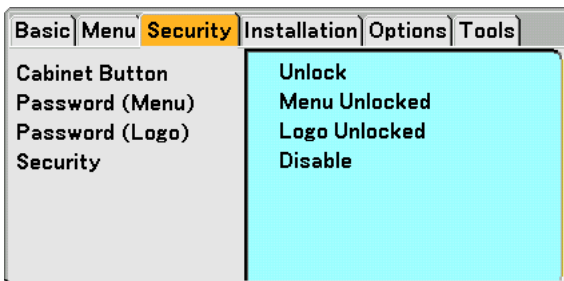 Basic Menu Security Installation Options Tools
Cabinet Button Unlock
Password (Menu) Menu Unlocked
Password (Logo) Logo Unlocked
Security Disable